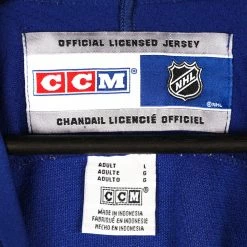 OFFICIAL LICENSED JERSEY
CCM
NHL
©NHL
CHANDAIL LICENCIÉ OFFICIEL
ADULT L
ADULTE G
ADULTO G
CCM
MADE IN INDONESIA
FABRIQUÉ EN INDONÉSIE
HECHO EN INDONESIA